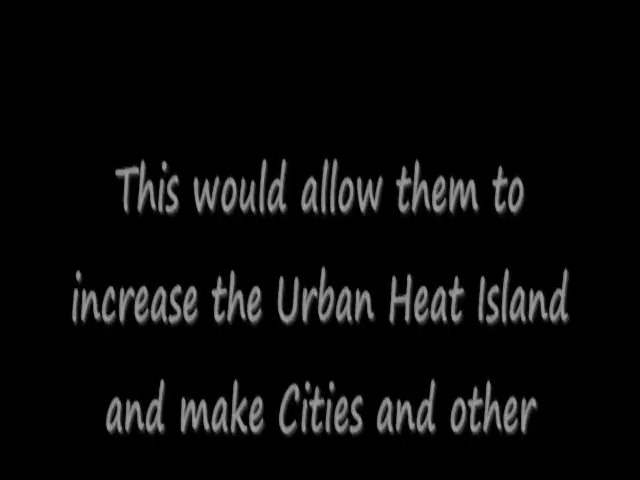 This would allow them to
increase the Urban Heat Island
and make Cities and other